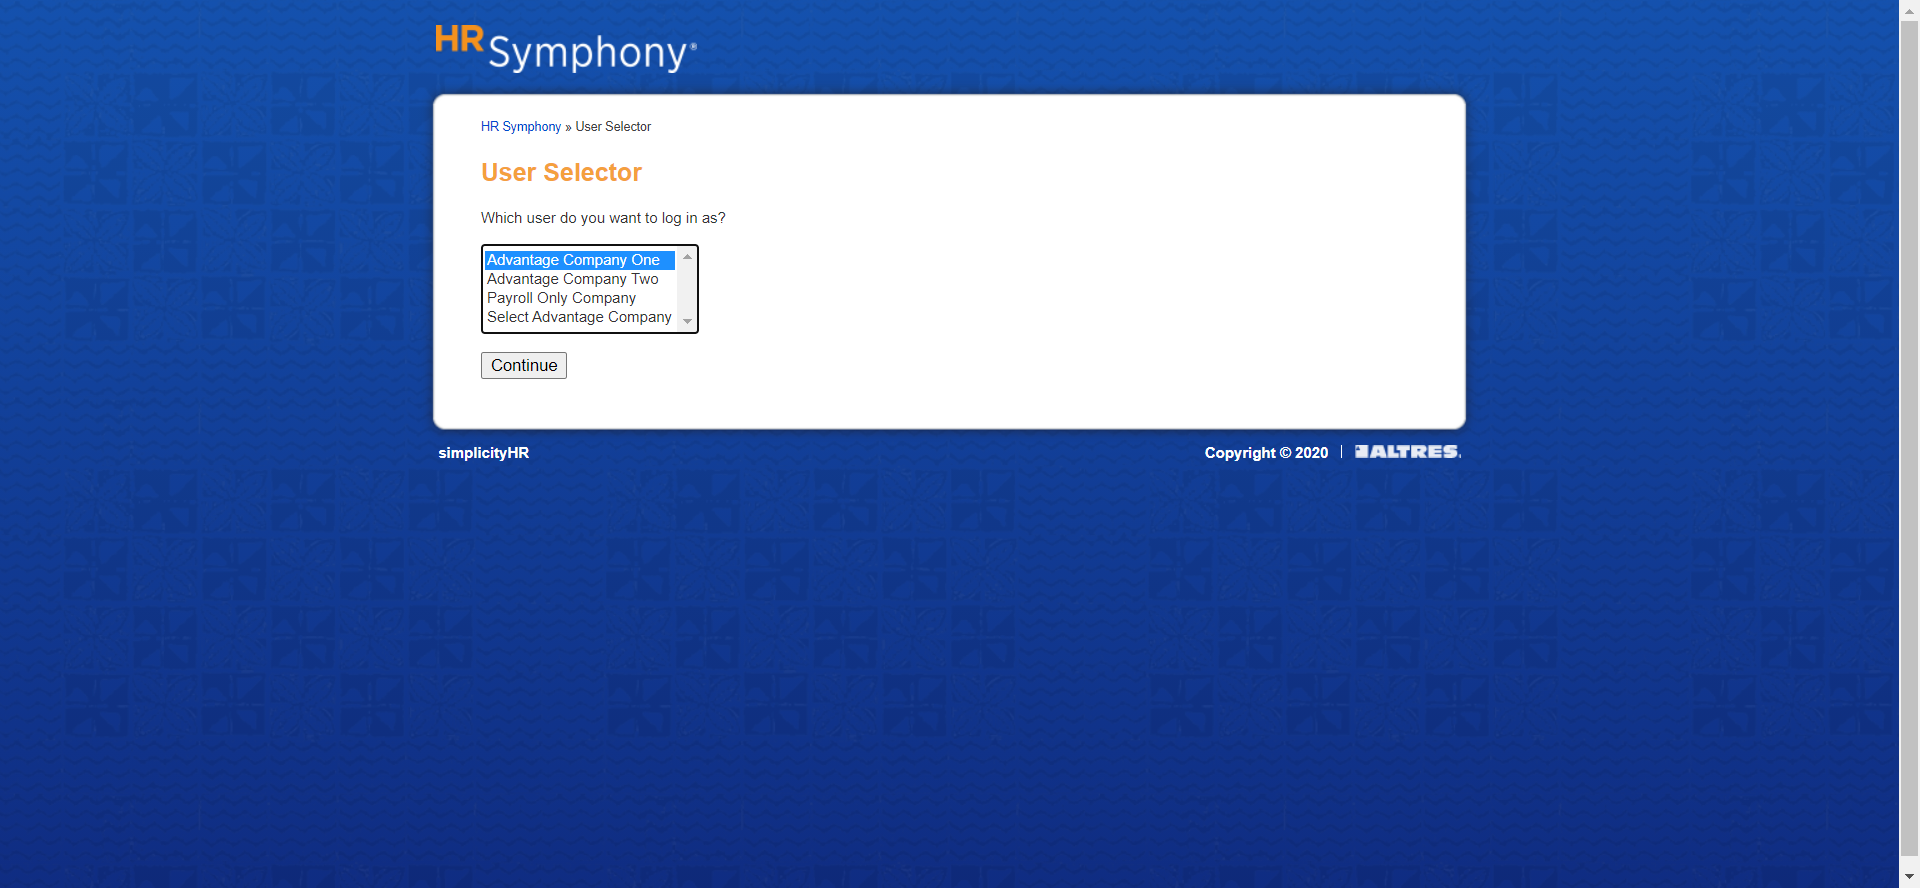 HR Symphony®
HR Symphony » User Selector
User Selector
Which user do you want to log in as?
Advantage Company One
Advantage Company Two
Payroll Only Company
Select Advantage Company
Continue
simplicityHR
Copyright © 2020 | ALTRES